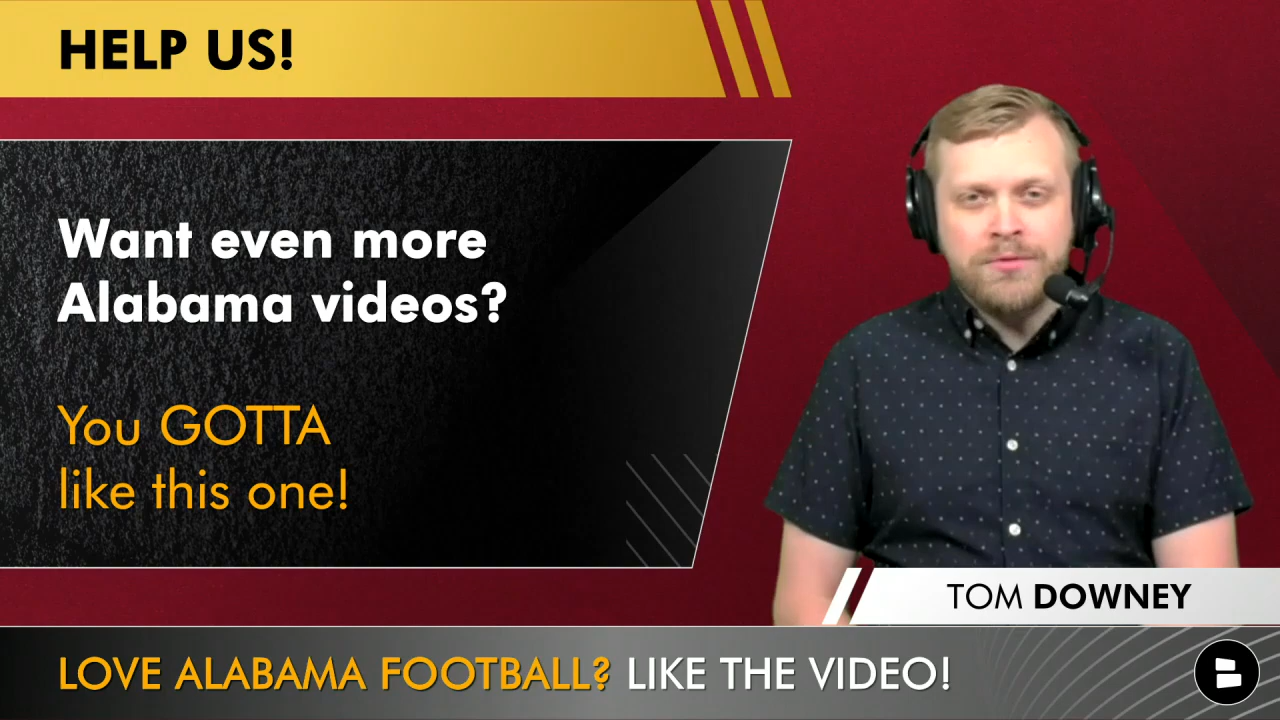 HELP US!
Want even more
Alabama videos?
You GOTTA
like this one!
TOM DOWNEY
LOVE ALABAMA FOOTBALL? LIKE THE VIDEO!